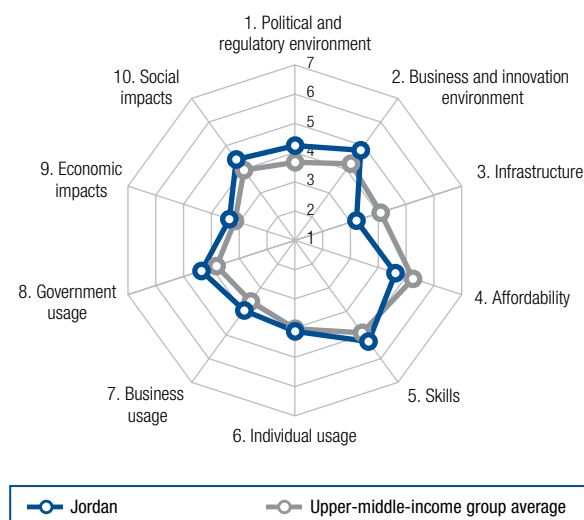 1. Political and
regulatory environment
7
6
5
4
3
2
1
2. Business and innovation
environment
3. Infrastructure
4. Affordability
5. Skills
6. Individual usage
7. Business
usage
8. Government
usage
9. Economic
impacts
10. Social
impacts
Jordan
Upper-middle-income group average